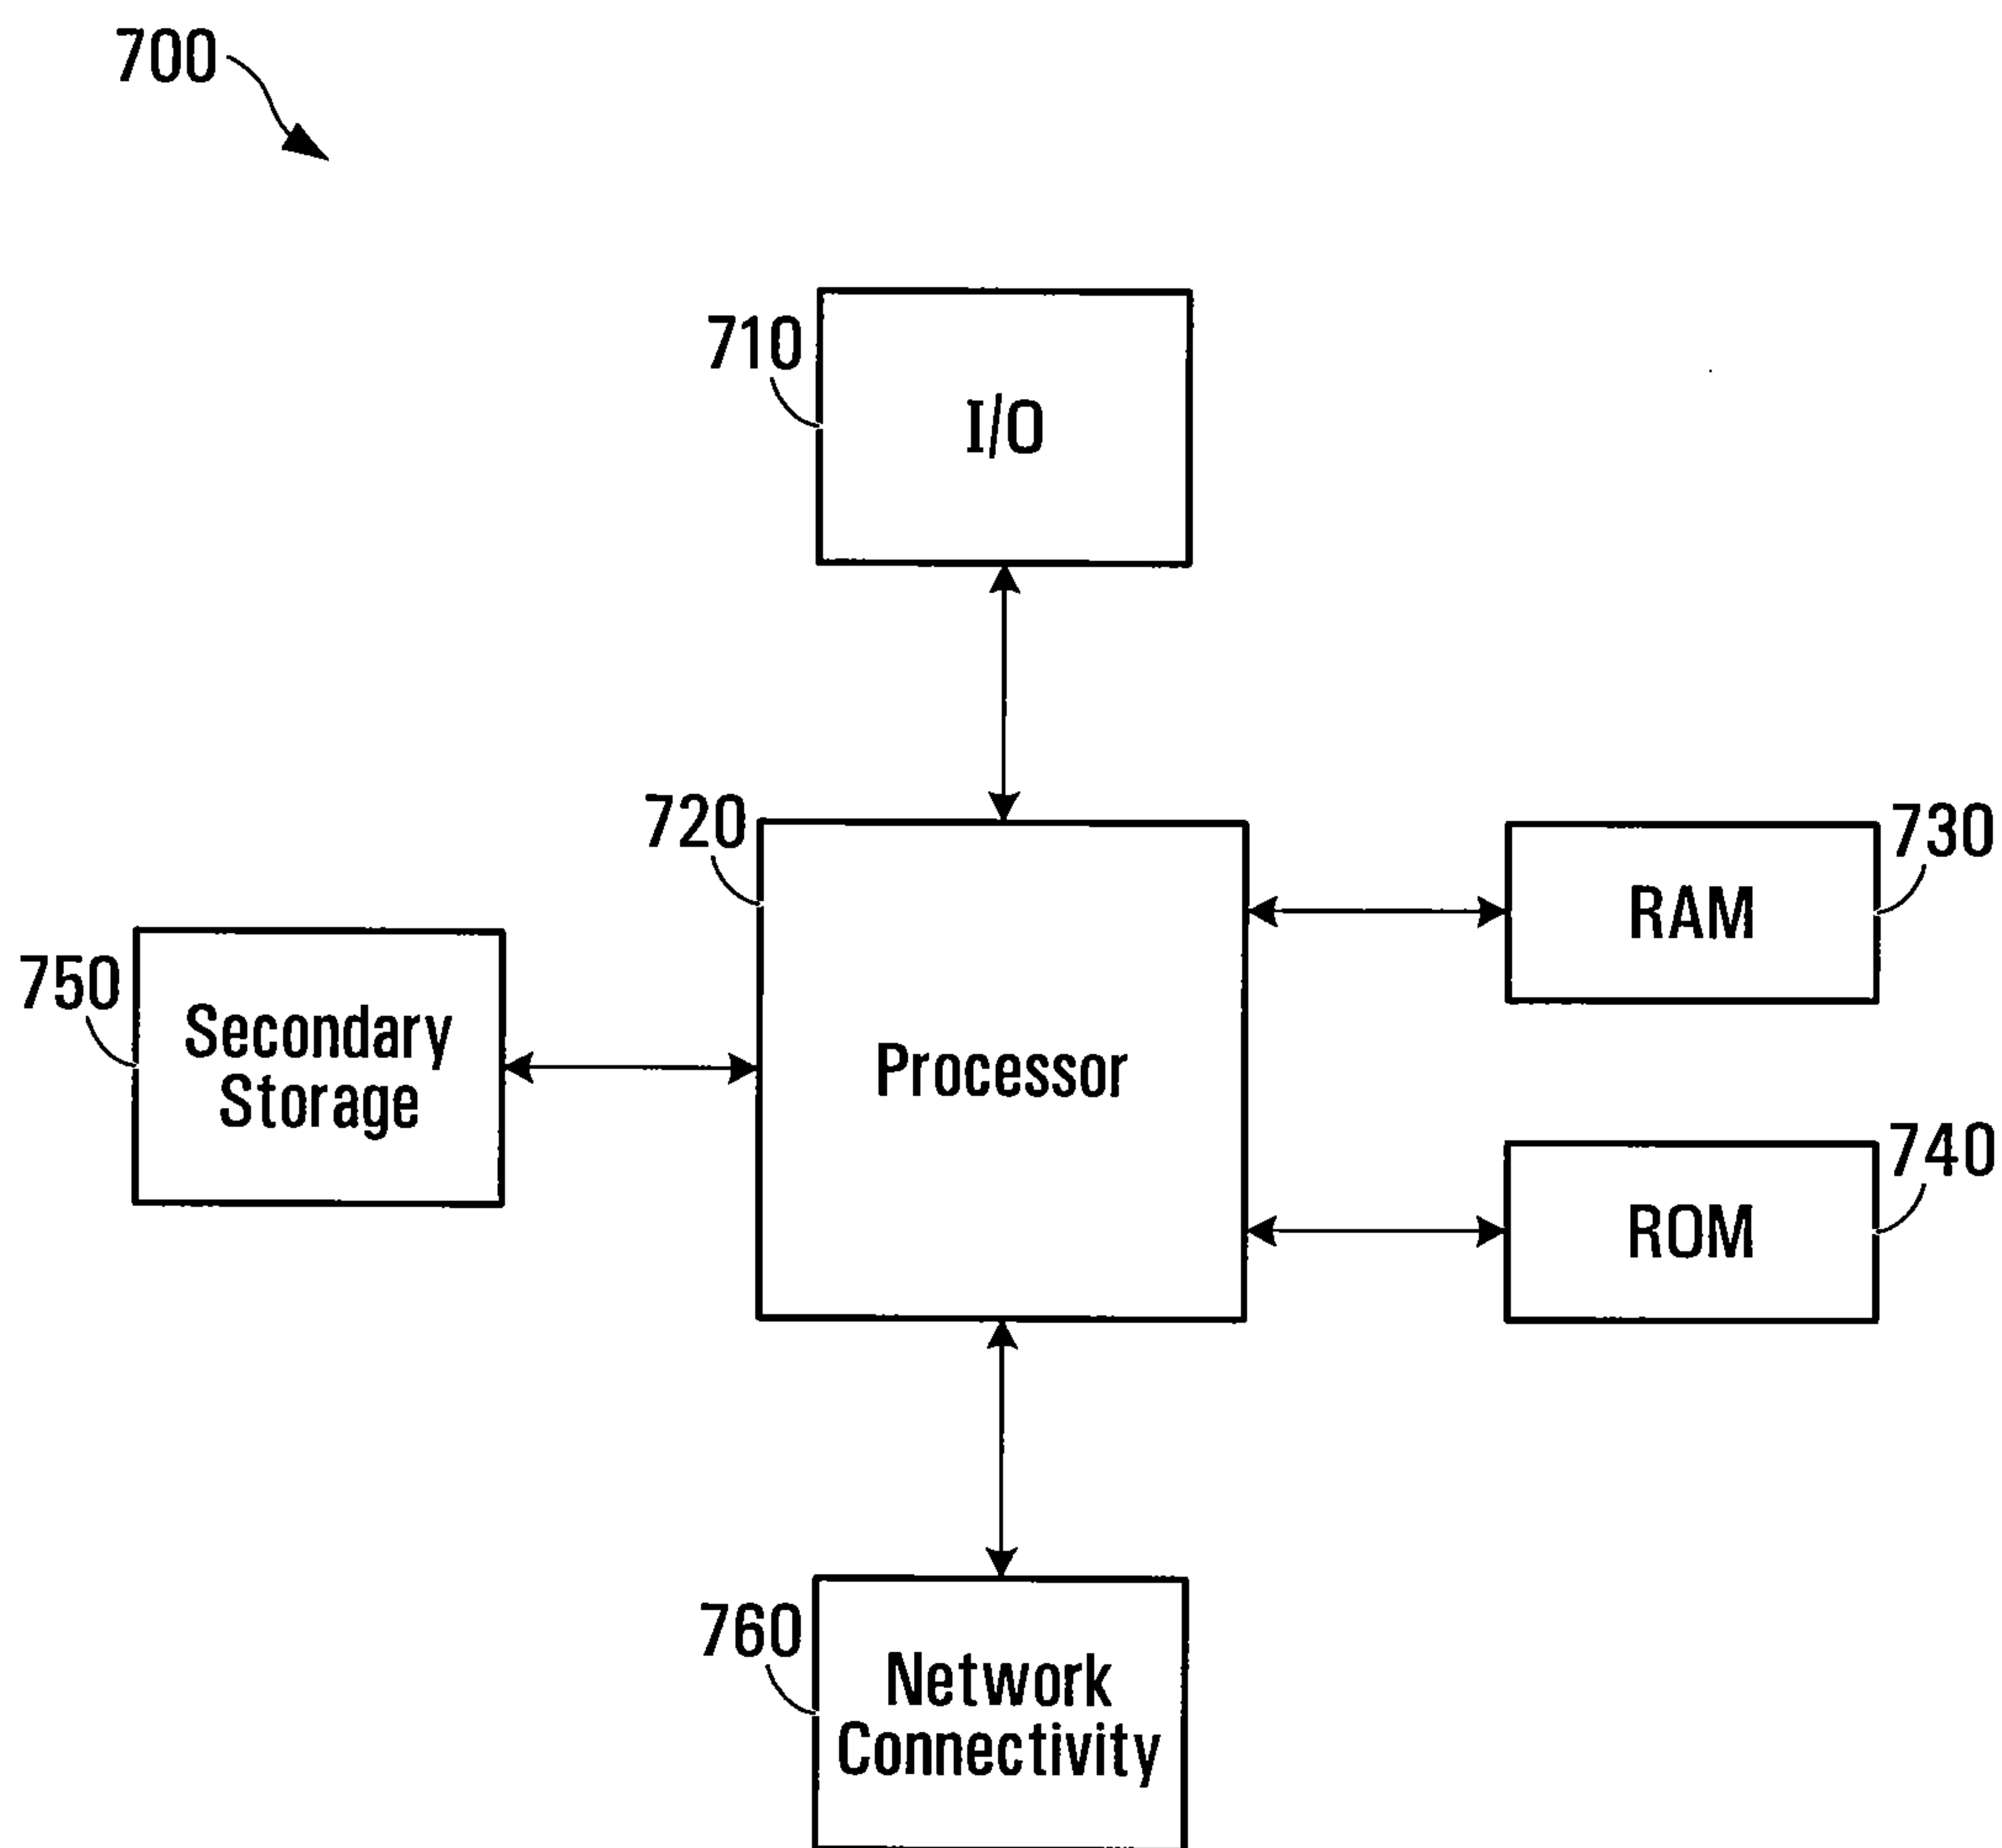 700
710
I/O
720
730
RAM
750
Secondary
Storage
Processor
740
ROM
760
Network
Connectivity